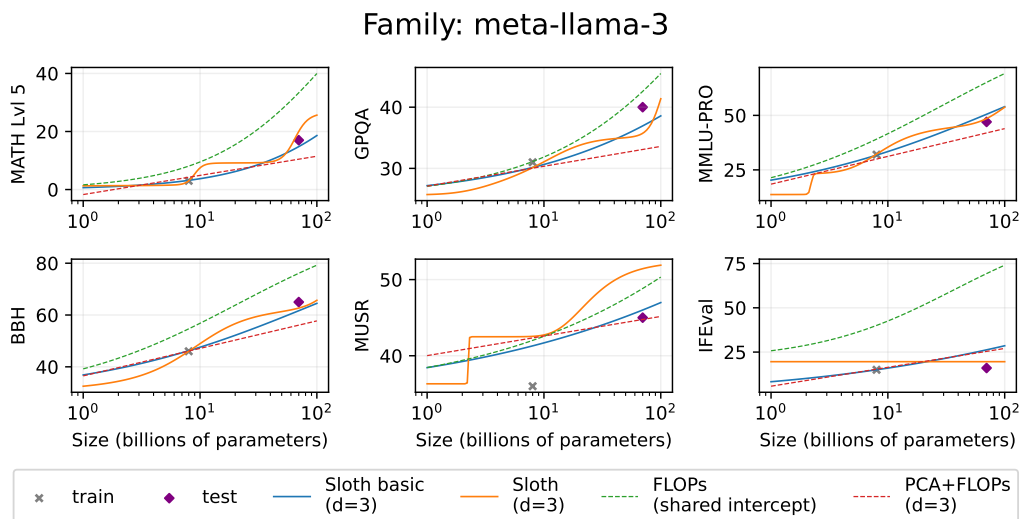 Family: meta-llama-3
MATH Lvl 5
40
20
0
10^0
10^1
10^2
GPQA
40
30
10^0
10^1
10^2
MMLU-PRO
50
25
10^0
10^1
10^2
BBH
80
60
40
10^0
10^1
10^2
Size (billions of parameters)
MUSR
50
40
10^0
10^1
10^2
Size (billions of parameters)
IFEval
75
50
25
10^0
10^1
10^2
Size (billions of parameters)
train
test
Sloth basic
(d=3)
Sloth
(d=3)
FLOPs
(shared intercept)
PCA+FLOPs
(d=3)